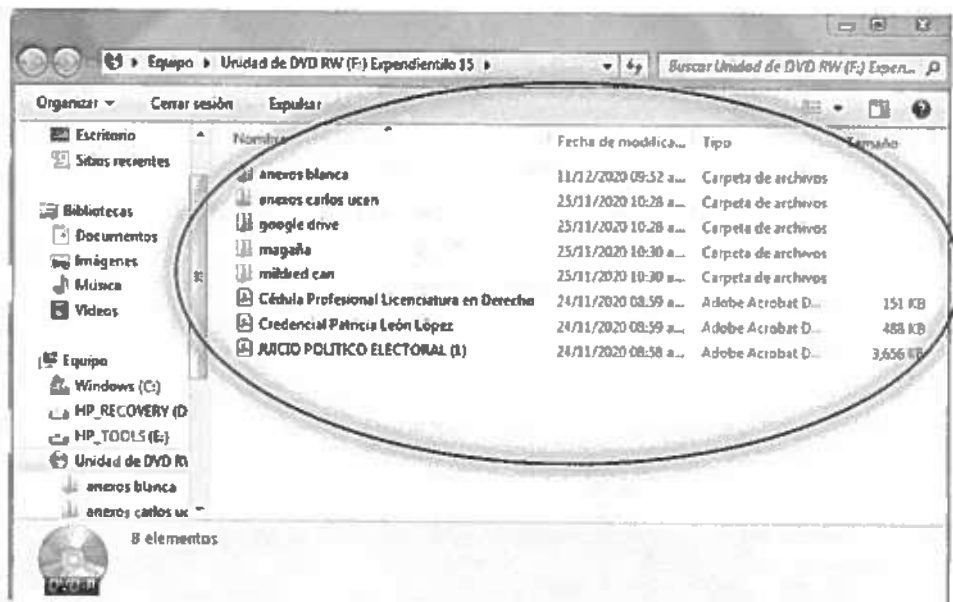 Equipo ▸ Unidad de DVD RW (F:) Expendientilo 15 ▸
Buscar Unidad de DVD RW (F:) Expen...
Organizar Cerrar sesión Expulsar
Escritorio
Sitios recientes
Bibliotecas
Documentos
Imágenes
Música
Videos
Equipo
Windows (C:)
HP_RECOVERY (D
HP_TOOLS (E:)
Unidad de DVD R
anexos blanca
anexos carlos uc
Nombre Fecha de modifica... Tipo Tamaño
anexos blanca 11/12/2020 09:52 a... Carpeta de archivos
anexos carlos ucan 25/11/2020 10:28 a... Carpeta de archivos
google drive 25/11/2020 10:28 a... Carpeta de archivos
magaña 25/11/2020 10:30 a... Carpeta de archivos
mildred can 25/11/2020 10:30 a... Carpeta de archivos
Cédula Profesional Licenciatura en Derecho 24/11/2020 08:59 a... Adobe Acrobat D... 151 KB
Credencial Patricia León López 24/11/2020 08:59 a... Adobe Acrobat D... 488 KB
JUICIO POLITICO ELECTORAL (1) 24/11/2020 08:58 a... Adobe Acrobat D... 3,656 KB
8 elementos